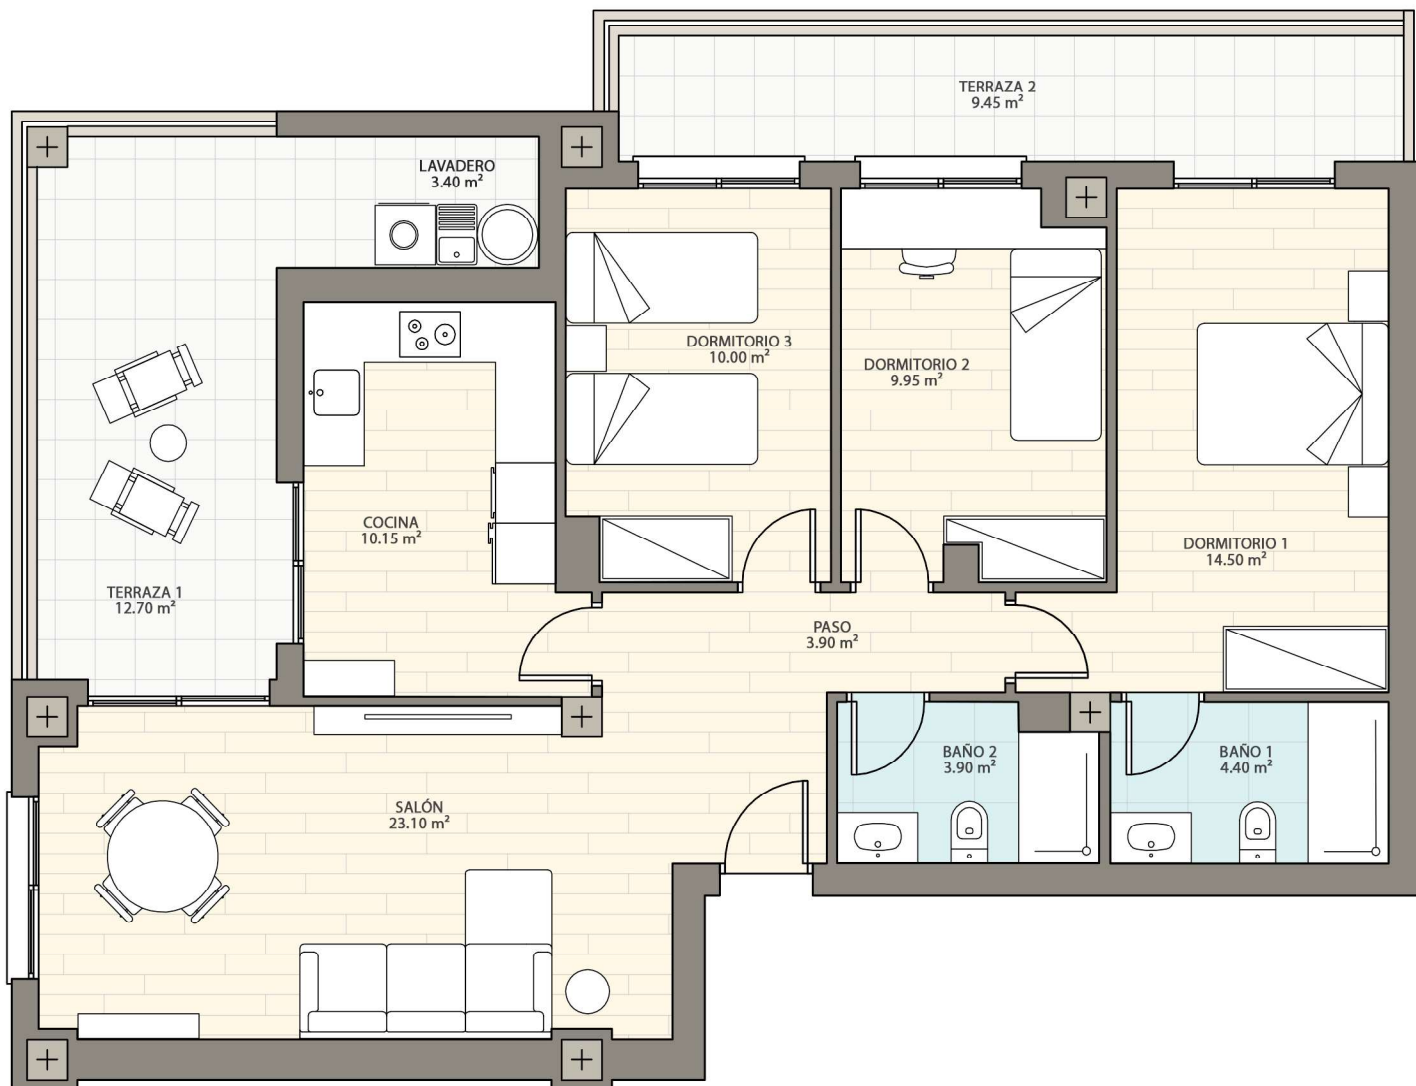 TERRAZA 2
9.45 m²
LAVADERO
3.40 m²
DORMITORIO 3
10.00 m²
DORMITORIO 2
9.95 m²
COCINA
10.15 m²
DORMITORIO 1
14.50 m²
TERRAZA 1
12.70 m²
PASO
3.90 m²
BAÑO 2
3.90 m²
BAÑO 1
4.40 m²
SALÓN
23.10 m²